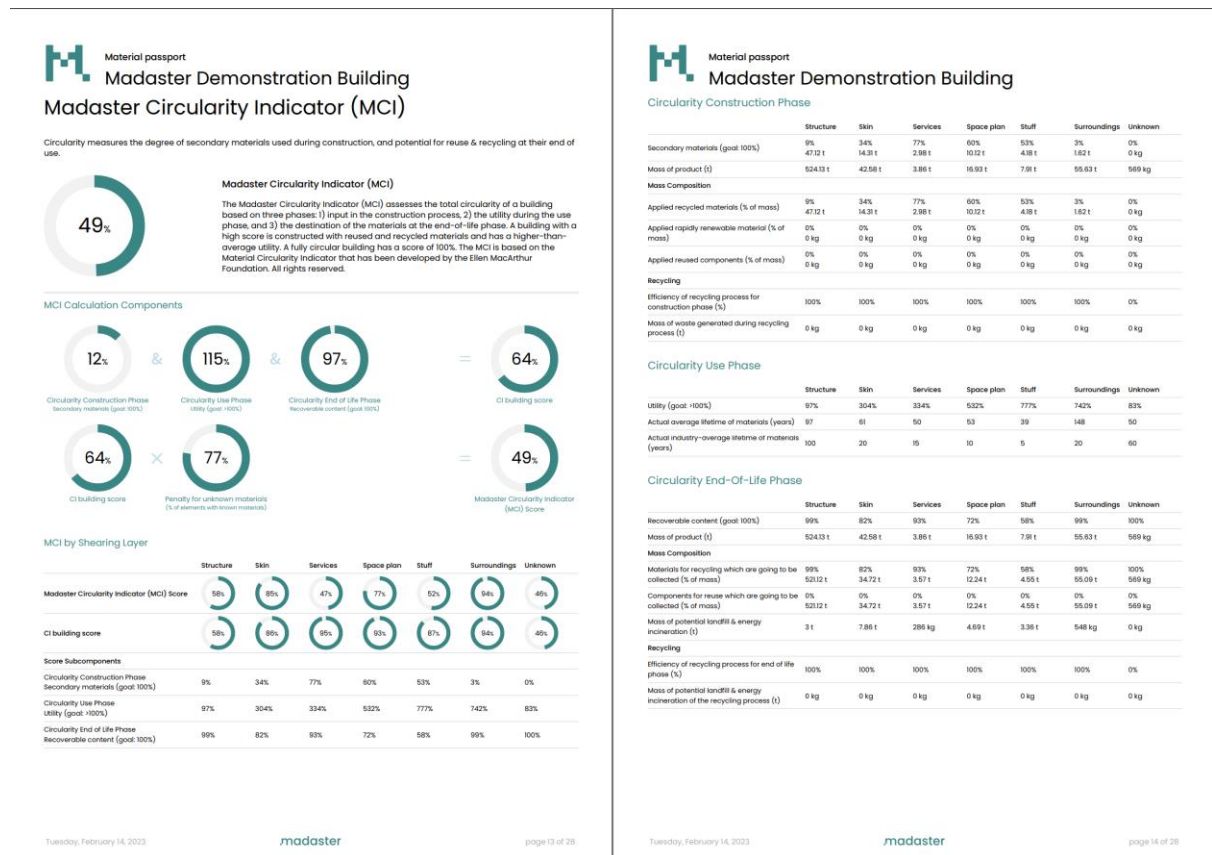 Material passport
Madaster Demonstration Building
Madaster Circularity Indicator (MCI)
Circularity measures the degree of secondary materials used during construction, and potential for reuse & recycling at their end of
use.
49%
Madaster Circularity Indicator (MCI)
The Madaster Circularity Indicator (MCI) assesses the total circularity of a building
based on three phases: 1) input in the construction process, 2) the utility during the use
phase, and 3) the destination of the materials at the end-of-life phase. A building with a
high score is constructed with reused and recycled materials and has a higher-than-
average utility. A fully circular building has a score of 100%. The MCI is based on the
Material Circularity Indicator that has been developed by the Ellen MacArthur
Foundation. All rights reserved.
MCI Calculation Components
12% & 115% & 97% = 64%
Circularity Construction Phase Circularity Use Phase Circularity End of Life Phase CI building score
Secondary materials (goal: 100%) Utility (goal: >100%) Recoverable content (goal: 100%)
64% × 77% = 49%
CI building score Penalty for unknown materials Madaster Circularity Indicator
(% of elements with known materials) (MCI) Score
MCI by Shearing Layer
Structure Skin Services Space plan Stuff Surroundings Unknown
Madaster Circularity Indicator (MCI) Score 58% 85% 47% 77% 52% 94% 46%
CI building score 58% 86% 95% 93% 87% 94% 46%
Score Subcomponents
Circularity Construction Phase
Secondary materials (goal: 100%) 9% 34% 77% 60% 53% 3% 0%
Circularity Use Phase
Utility (goal: >100%) 97% 304% 334% 532% 777% 742% 83%
Circularity End of Life Phase
Recoverable content (goal: 100%) 99% 82% 93% 72% 58% 99% 100%
Tuesday, February 14, 2023 madaster page 13 of 28
Material passport
Madaster Demonstration Building
Circularity Construction Phase
Structure Skin Services Space plan Stuff Surroundings Unknown
Secondary materials (goal: 100%) 9% 34% 77% 60% 53% 3% 0%
47.12 t 14.31 t 2.98 t 10.12 t 4.18 t 1.62 t 0 kg
Mass of product (t) 524.13 t 42.58 t 3.86 t 16.93 t 7.91 t 55.63 t 569 kg
Mass Composition
Applied recycled materials (% of mass) 9% 34% 77% 60% 53% 3% 0%
47.12 t 14.31 t 2.98 t 10.12 t 4.18 t 1.62 t 0 kg
Applied rapidly renewable material (% of 0% 0% 0% 0% 0% 0% 0%
mass) 0 kg 0 kg 0 kg 0 kg 0 kg 0 kg 0 kg
Applied reused components (% of mass) 0% 0% 0% 0% 0% 0% 0%
0 kg 0 kg 0 kg 0 kg 0 kg 0 kg 0 kg
Recycling
Efficiency of recycling process for
construction phase (%) 100% 100% 100% 100% 100% 100% 0%
Mass of waste generated during recycling
process (t) 0 kg 0 kg 0 kg 0 kg 0 kg 0 kg 0 kg
Circularity Use Phase
Structure Skin Services Space plan Stuff Surroundings Unknown
Utility (goal: >100%) 97% 304% 334% 532% 777% 742% 83%
Actual average lifetime of materials (years) 97 61 50 53 39 148 50
Actual industry-average lifetime of materials
(years) 100 20 15 10 5 20 60
Circularity End-Of-Life Phase
Structure Skin Services Space plan Stuff Surroundings Unknown
Recoverable content (goal: 100%) 99% 82% 93% 72% 58% 99% 100%
Mass of product (t) 524.13 t 42.58 t 3.86 t 16.93 t 7.91 t 55.63 t 569 kg
Mass Composition
Materials for recycling which are going to be 99% 82% 93% 72% 58% 99% 100%
collected (% of mass) 521.12 t 34.72 t 3.57 t 12.24 t 4.55 t 55.09 t 569 kg
Components for reuse which are going to be 0% 0% 0% 0% 0% 0% 0%
collected (% of mass) 521.12 t 34.72 t 3.57 t 12.24 t 4.55 t 55.09 t 569 kg
Mass of potential landfill & energy
incineration (t) 3 t 7.86 t 286 kg 4.69 t 3.36 t 548 kg 0 kg
Recycling
Efficiency of recycling process for end of life
phase (%) 100% 100% 100% 100% 100% 100% 0%
Mass of potential landfill & energy
incineration of the recycling process (t) 0 kg 0 kg 0 kg 0 kg 0 kg 0 kg 0 kg
Tuesday, February 14, 2023 madaster page 14 of 28